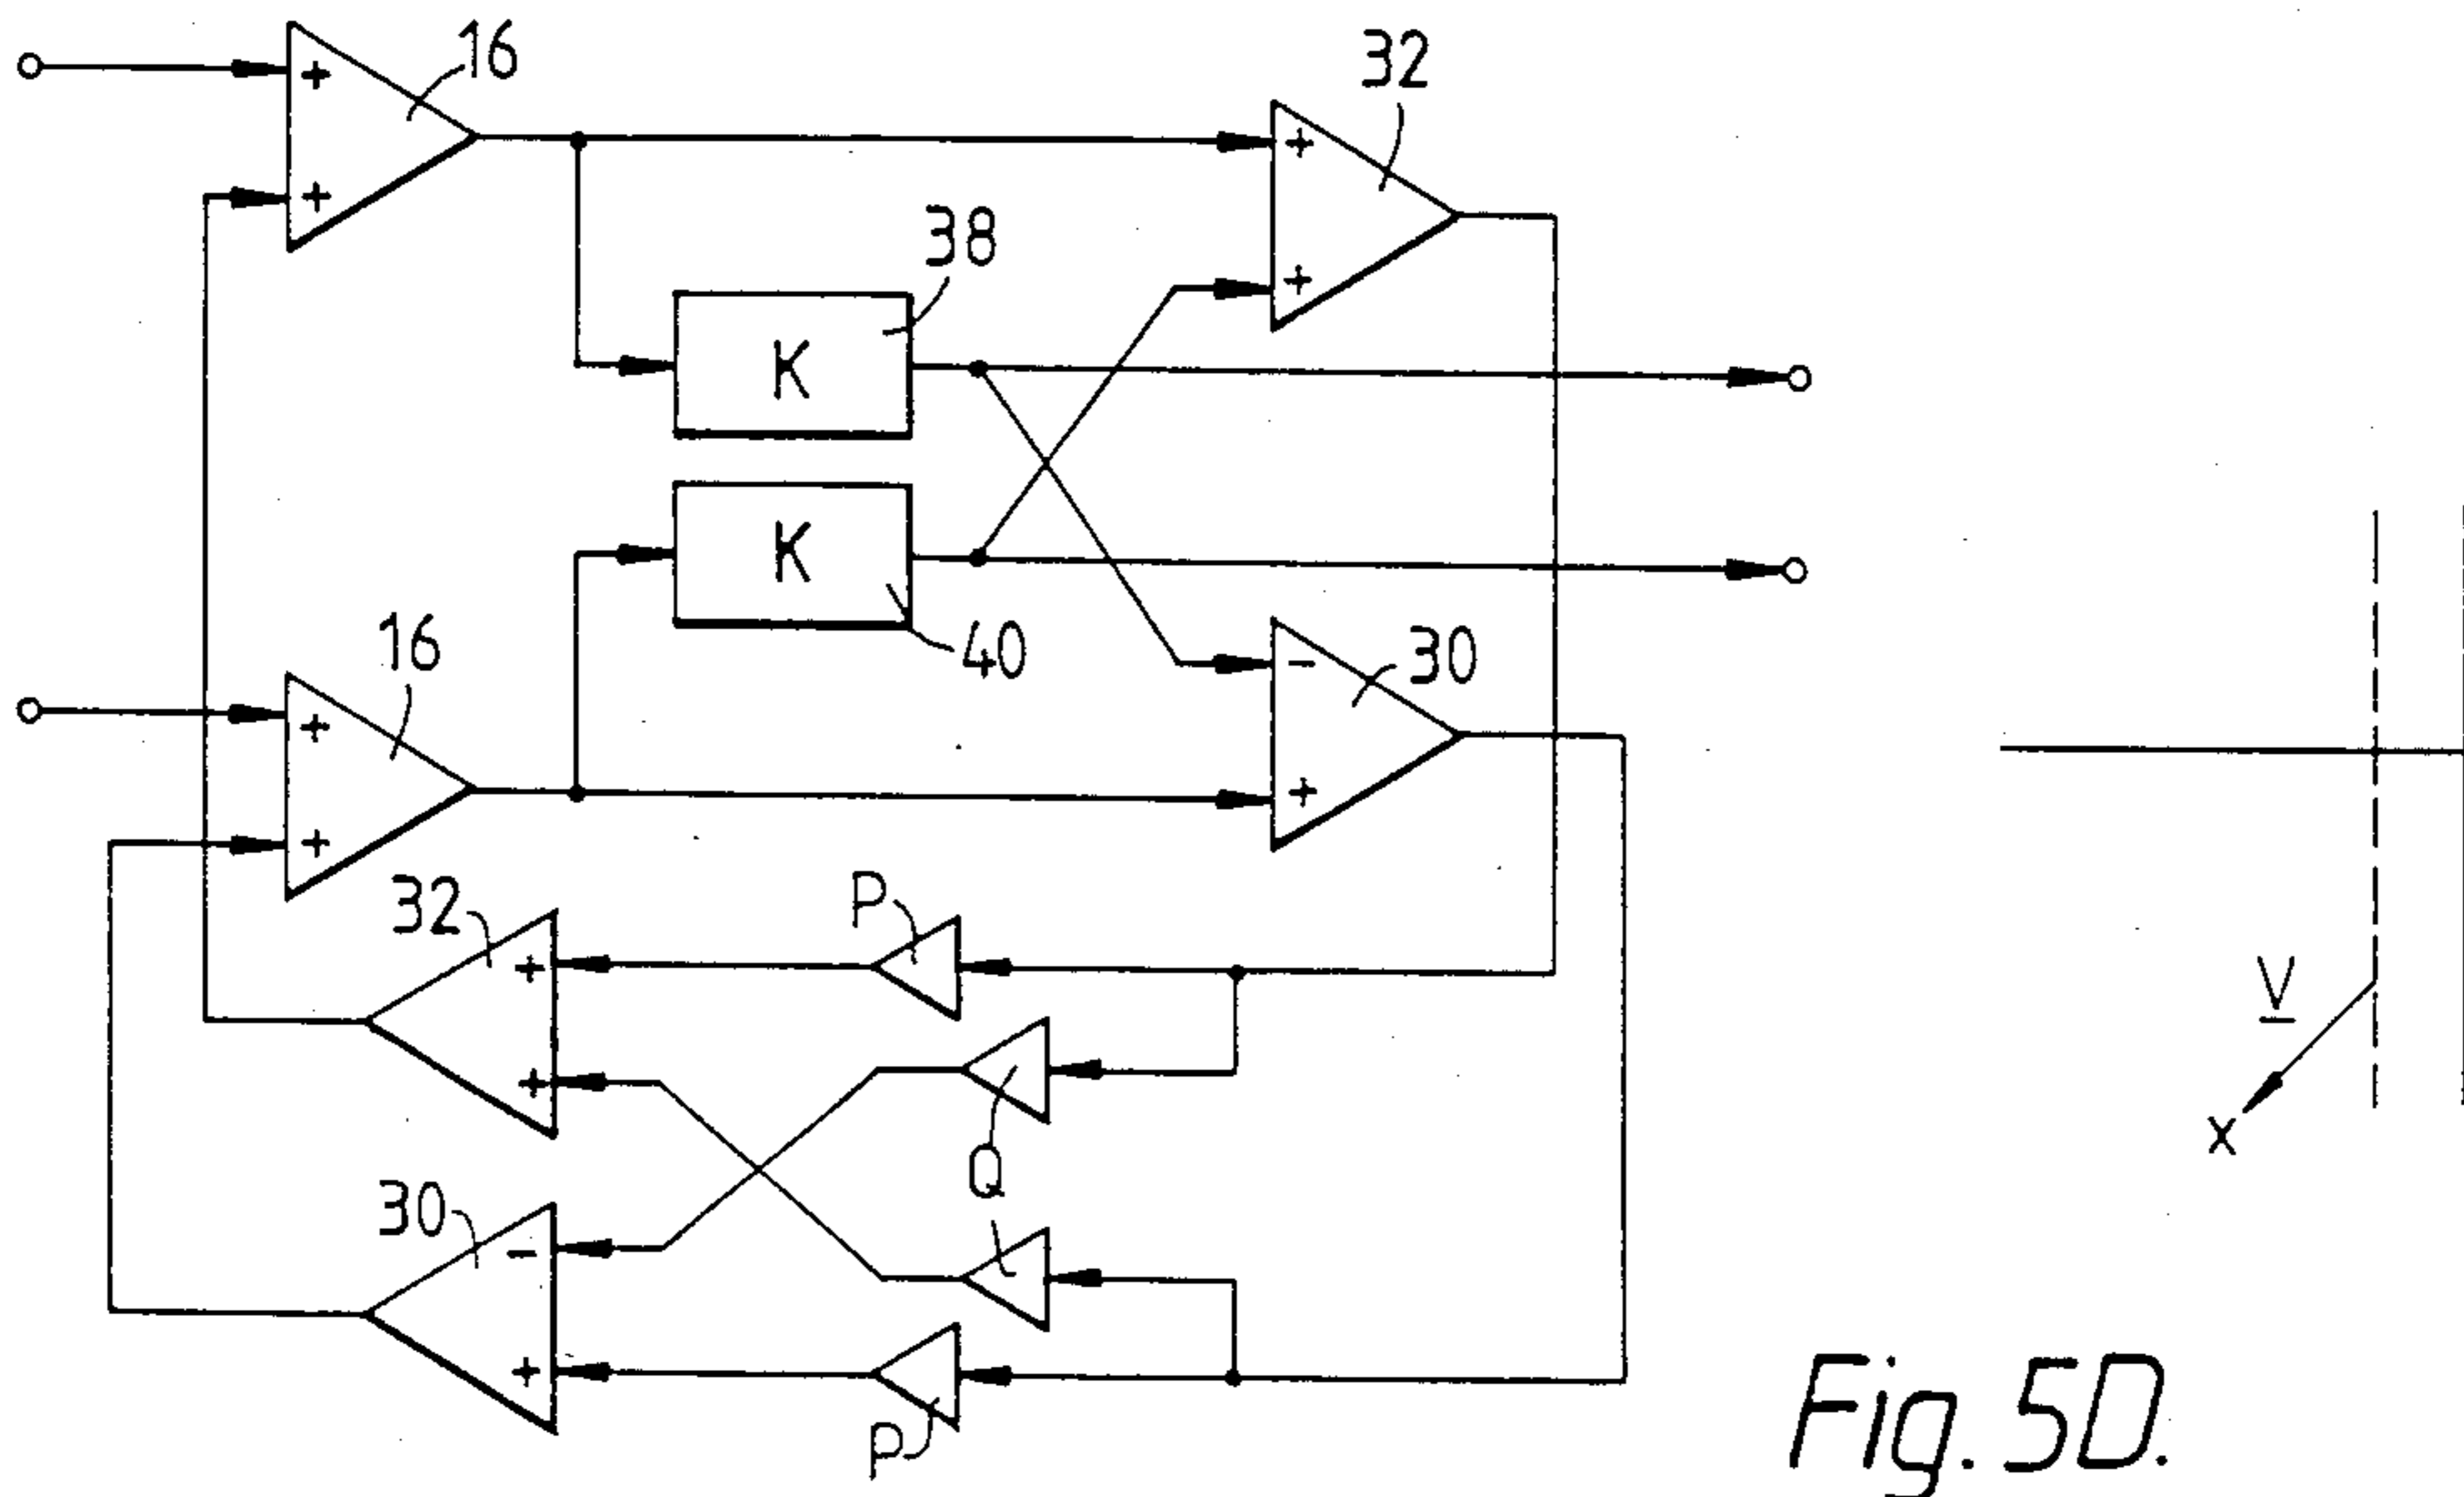 16
32
+
+
+
+
38
K
K
40
16
30
+
-
+
+
32
P
+
+
Q
30
-
+
P
V
x
Fig. 5D.